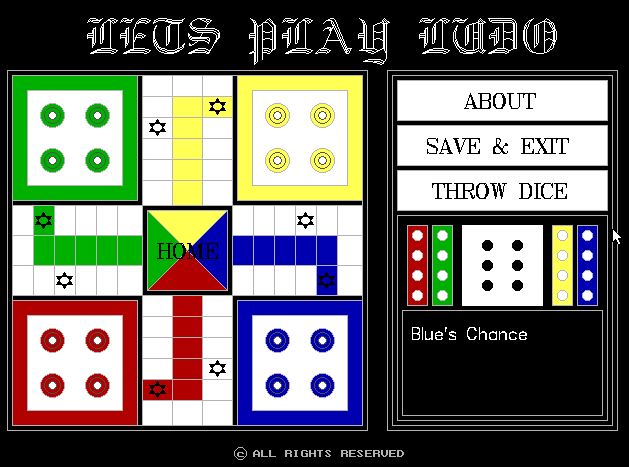 LETS PLAY LUDO
ABOUT
SAVE & EXIT
THROW DICE
HOME
Blue's Chance
© ALL RIGHTS RESERVED